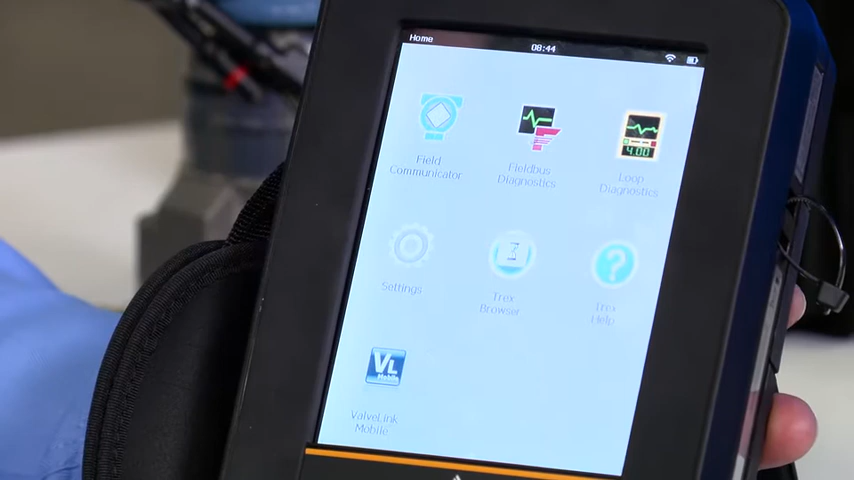 Home
08:44
Field
Communicator
Fieldbus
Diagnostics
4.00
Loop
Diagnostics
Settings
Trex
Browser
?
Trex
Help
VL
Mobile
ValveLink
Mobile